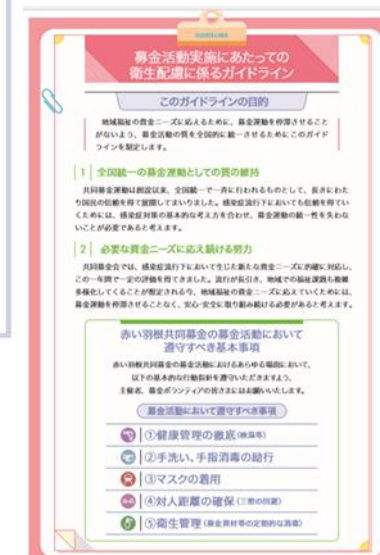 GUIDELINE
募金活動実施にあたっての
衛生配慮に係るガイドライン
このガイドラインの目的
地域福祉の資金ニーズに応えるために、募金運動を停滞させること
がないよう、募金活動の質を全国的に統一させるためにこのガイド
ラインを制定します。
1 全国統一の募金運動としての質の維持
共同募金運動は創設以来、全国統一で一斉に行われるものとして、長きにわた
り国民の信頼を得て展開してまいりました。感染症流行下においても信頼を得てい
くためには、感染症対策の基本的な考え方を合わせ、募金運動の統一性を失わな
いことが必要であると考えます。
2 必要な資金ニーズに応え続ける努力
共同募金会では、感染症流行下において生じた新たな資金ニーズに的確に対応し、
この一年間で一定の評価を得てきました。流行が長引き、地域での福祉課題も複雑
多様化してくることが想定される今、地域福祉の資金ニーズに応えていくためには、
募金運動を停滞させることなく、安心・安全に取り組み続ける必要があると考えます。
赤い羽根共同募金の募金活動において
遵守すべき基本事項
赤い羽根共同募金の募金活動におけるあらゆる場面において、
以下の基本的な行動指針を遵守いただきますよう、
主催者、募金ボランティアの皆さまにはお願いいたします。
募金活動において遵守すべき事項
①健康管理の徹底(検温等)
②手洗い、手指消毒の励行
③マスクの着用
④対人距離の確保(三密の回避)
⑤衛生管理(募金資材等の定期的な消毒)